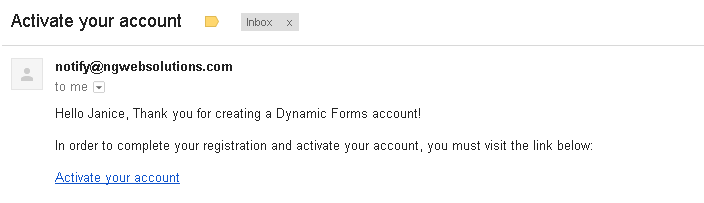 Activate your account
Inbox x
notify@ngwebsolutions.com
to me
Hello Janice, Thank you for creating a Dynamic Forms account!
In order to complete your registration and activate your account, you must visit the link below:
Activate your account